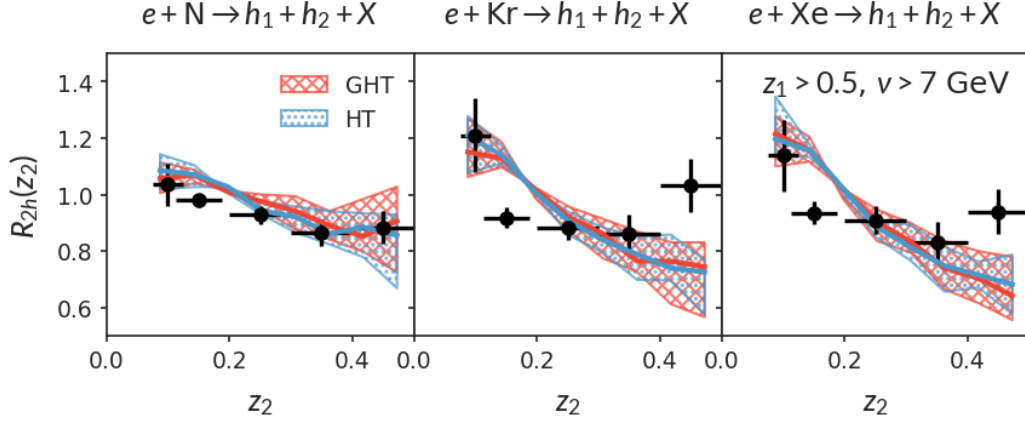 e + N → h₁ + h₂ + X
e + Kr → h₁ + h₂ + X
e + Xe → h₁ + h₂ + X
R₂ₕ(z₂)
1.4
1.2
1.0
0.8
0.6
GHT
HT
z₁ > 0.5, ν > 7 GeV
0.0 0.2 0.4 0.0 0.2 0.4 0.0 0.2 0.4
z₂ z₂ z₂